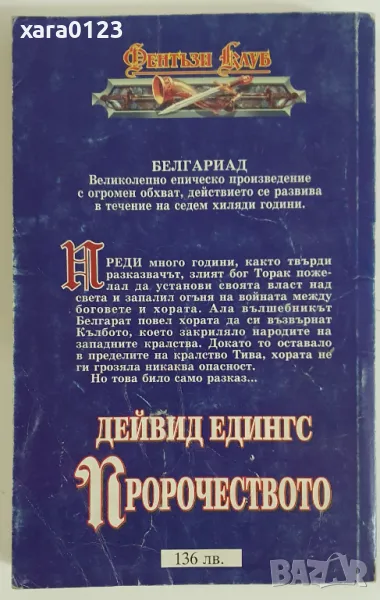 xara0123
ФЕНТЪЗИ КЛУБ
БЕЛГАРИАД
Великолепно епическо произведение
с огромен обхват, действието се развива
в течение на седем хиляди години.
ПРЕДИ много години, както твърди
разказвачът, злият бог Торак поже-
лал да установи своята власт над
света и запалил огъня на войната между
боговете и хората. Ала вълшебникът
Белгарат повел хората да си възвърнат
Кълбото, което закриляло народите на
западните кралства. Докато то оставало
в пределите на кралство Тива, хората не
ги грозяла никаква опасност.
Но това било само разказ...
ДЕЙВИД ЕДИНГС
ПРОРОЧЕСТВОТО
136 лв.
bazar.bg